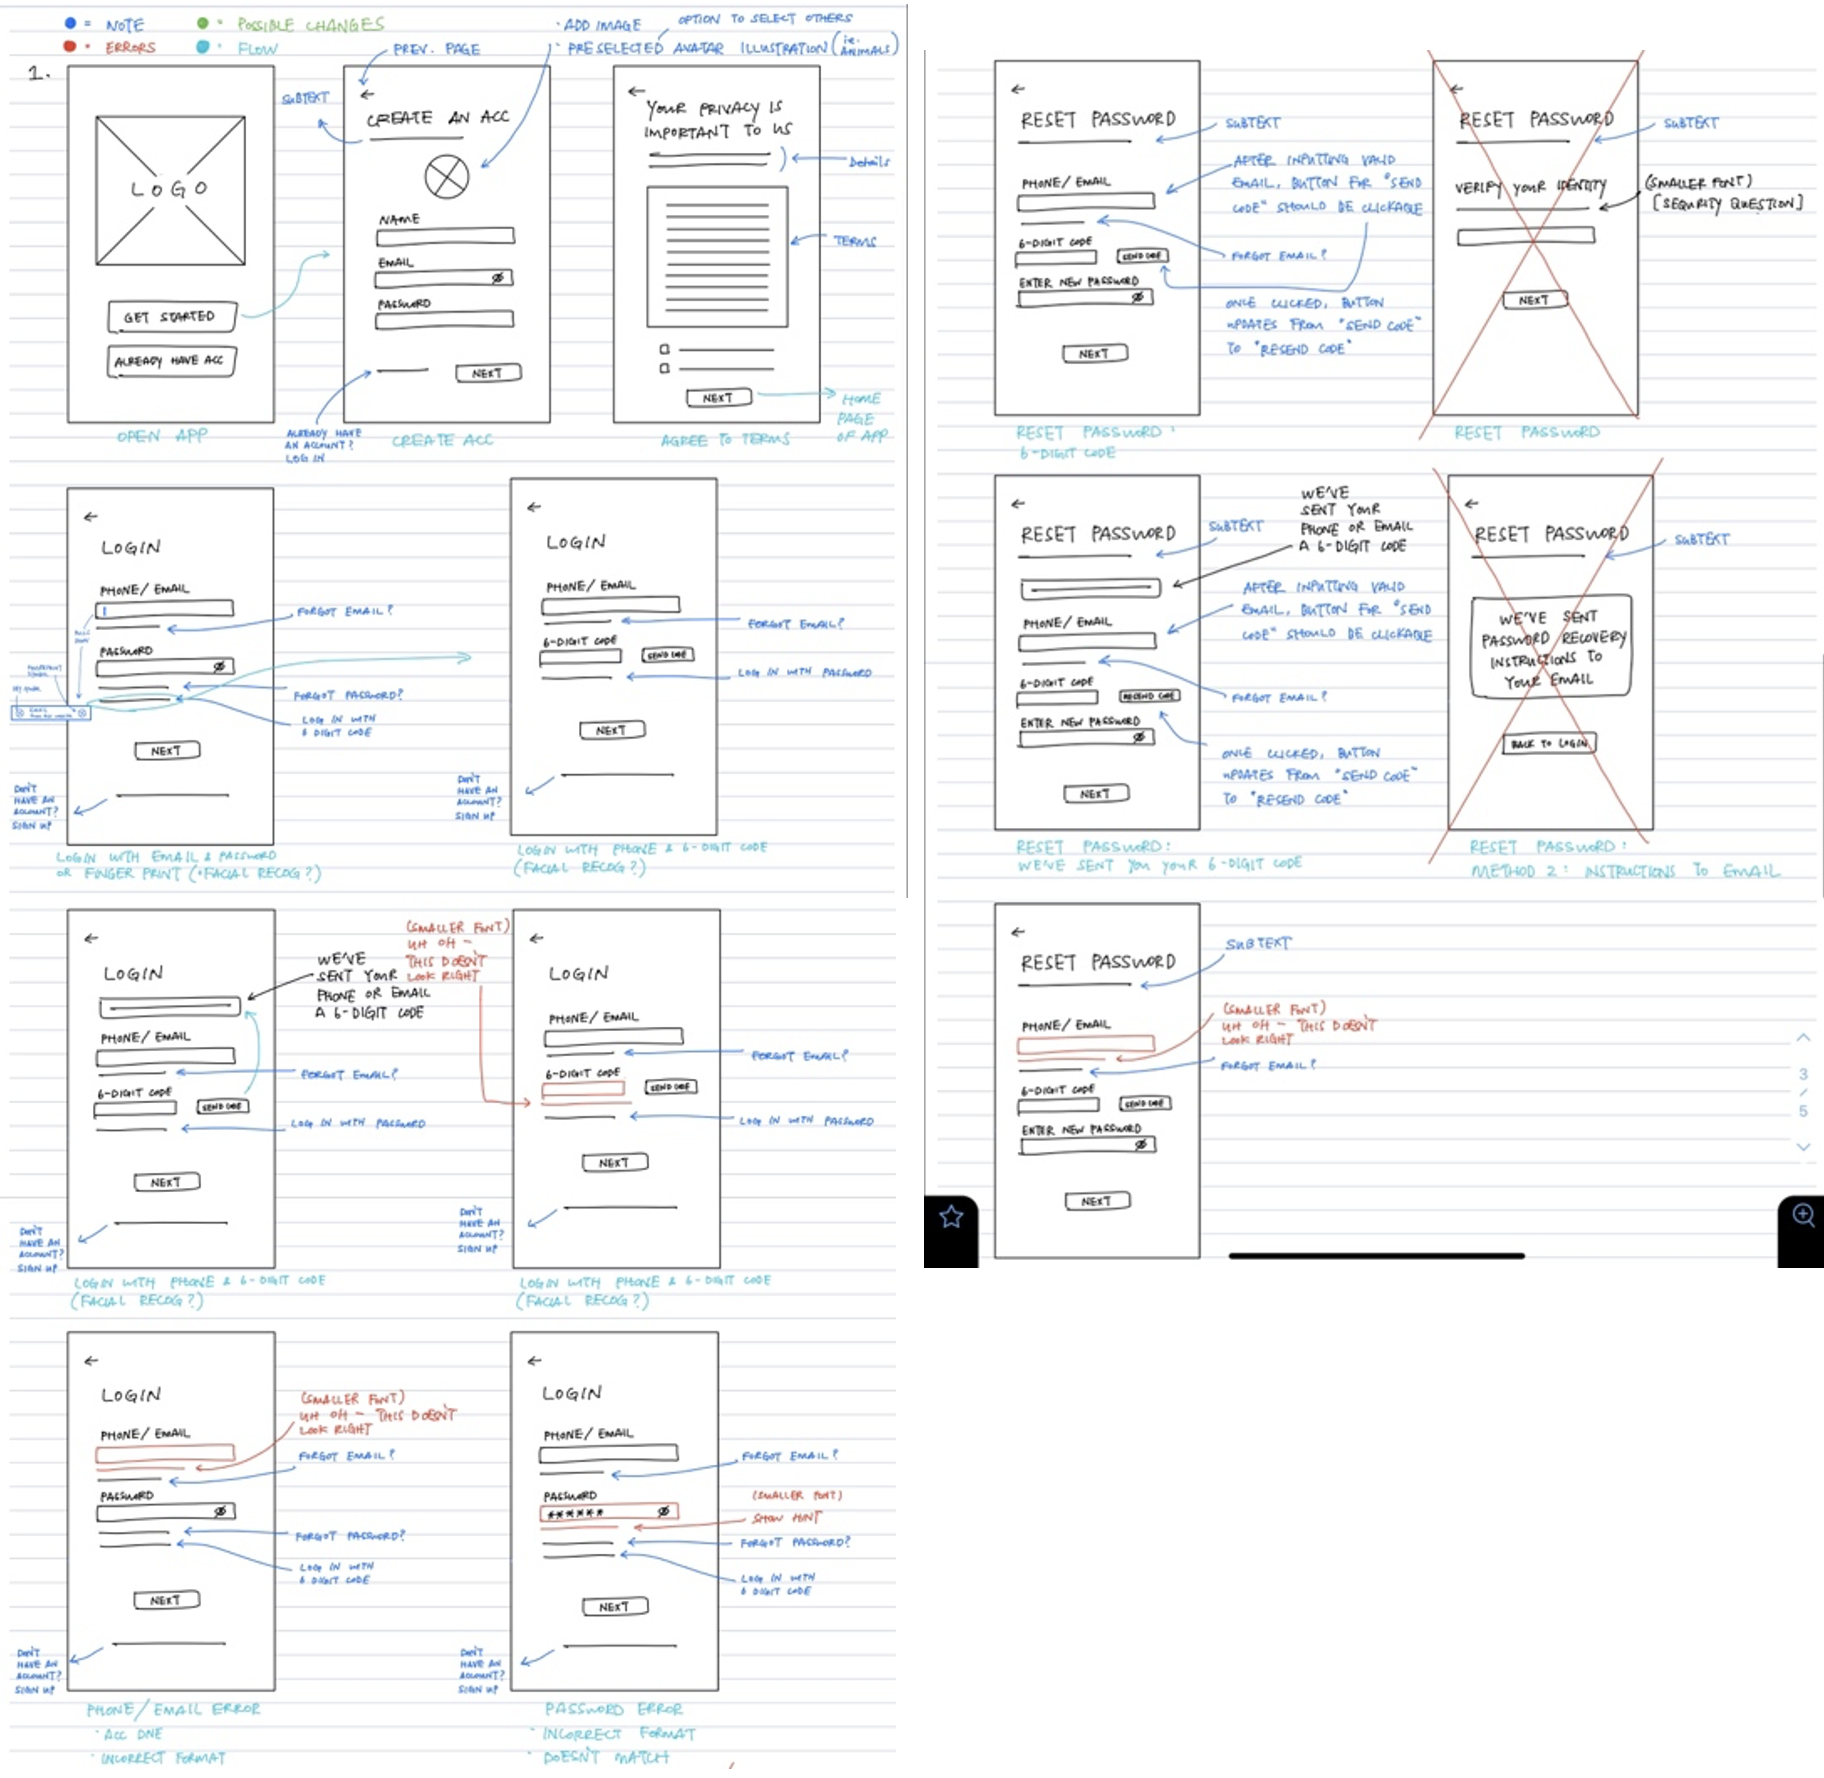 = NOTE
= POSSIBLE CHANGES
= ERRORS
= FLOW
1.
LOGO
GET STARTED
ALREADY HAVE ACC
OPEN APP
PREV. PAGE
SUBTEXT
· ADD IMAGE
OPTION TO SELECT OTHERS
· PRESELECTED AVATAR ILLUSTRATION (ie. ANIMALS)
←
CREATE AN ACC
NAME
EMAIL
PASSWORD
NEXT
ALREADY HAVE
AN ACCOUNT?
LOG IN
CREATE ACC
←
YOUR PRIVACY IS
IMPORTANT TO US
Details
TERMS
NEXT
HOME
PAGE
OF APP
AGREE TO TERMS
←
LOGIN
PHONE/ EMAIL
FORGOT EMAIL?
PASSWORD
FORGOT PASSWORD?
LOG IN WITH
6 DIGIT CODE
NEXT
DON'T
HAVE AN
ACCOUNT?
SIGN UP
LOGIN WITH EMAIL & PASSWORD
OR FINGER PRINT (+FACIAL RECOG?)
←
LOGIN
PHONE/ EMAIL
FORGOT EMAIL?
6-DIGIT CODE
SEND CODE
LOG IN WITH PASSWORD
NEXT
DON'T
HAVE AN
ACCOUNT?
SIGN UP
LOGIN WITH PHONE & 6-DIGIT CODE
(FACIAL RECOG?)
←
LOGIN
WE'VE
SENT YOUR
PHONE OR EMAIL
A 6-DIGIT CODE
PHONE/ EMAIL
FORGOT EMAIL?
6-DIGIT CODE
SEND CODE
LOG IN WITH PASSWORD
NEXT
DON'T
HAVE AN
ACCOUNT?
SIGN UP
LOGIN WITH PHONE & 6-DIGIT CODE
(FACIAL RECOG?)
(SMALLER FONT)
UH OH -
THIS DOESN'T
LOOK RIGHT
←
LOGIN
PHONE/ EMAIL
FORGOT EMAIL?
6-DIGIT CODE
SEND CODE
LOG IN WITH PASSWORD
NEXT
DON'T
HAVE AN
ACCOUNT?
SIGN UP
LOGIN WITH PHONE & 6-DIGIT CODE
(FACIAL RECOG?)
←
LOGIN
(SMALLER FONT)
UH OH - THIS DOESN'T
LOOK RIGHT
PHONE/ EMAIL
FORGOT EMAIL?
PASSWORD
FORGOT PASSWORD?
LOG IN WITH
6 DIGIT CODE
NEXT
DON'T
HAVE AN
ACCOUNT?
SIGN UP
PHONE/EMAIL ERROR
· ACC DNE
· INCORRECT FORMAT
←
LOGIN
PHONE/ EMAIL
FORGOT EMAIL?
PASSWORD
******
(SMALLER FONT)
SHOW HINT
FORGOT PASSWORD?
LOG IN WITH
6 DIGIT CODE
NEXT
DON'T
HAVE AN
ACCOUNT?
SIGN UP
PASSWORD ERROR
· INCORRECT FORMAT
· DOESN'T MATCH
←
RESET PASSWORD
SUBTEXT
PHONE/ EMAIL
AFTER INPUTTING VALID
EMAIL, BUTTON FOR "SEND
CODE" SHOULD BE CLICKABLE
FORGOT EMAIL?
6-DIGIT CODE
SEND CODE
ENTER NEW PASSWORD
ONCE CLICKED, BUTTON
UPDATES FROM "SEND CODE"
TO "RESEND CODE"
NEXT
RESET PASSWORD:
6-DIGIT CODE
←
RESET PASSWORD
SUBTEXT
VERIFY YOUR IDENTITY
(SMALLER FONT)
[SEQURITY QUESTION]
NEXT
RESET PASSWORD
←
RESET PASSWORD
SUBTEXT
WE'VE
SENT YOUR
PHONE OR EMAIL
A 6-DIGIT CODE
AFTER INPUTTING VALID
EMAIL, BUTTON FOR "SEND
CODE" SHOULD BE CLICKABLE
PHONE/ EMAIL
FORGOT EMAIL?
6-DIGIT CODE
RESEND CODE
ENTER NEW PASSWORD
ONCE CLICKED, BUTTON
UPDATES FROM "SEND CODE"
TO "RESEND CODE"
NEXT
RESET PASSWORD:
WE'VE SENT YOU YOUR 6-DIGIT CODE
←
RESET PASSWORD
SUBTEXT
WE'VE SENT
PASSWORD RECOVERY
INSTRUCTIONS TO
YOUR EMAIL
BACK TO LOGIN
RESET PASSWORD:
METHOD 2: INSTRUCTIONS TO EMAIL
←
RESET PASSWORD
SUBTEXT
(SMALLER FONT)
UH OH - THIS DOESN'T
LOOK RIGHT
PHONE/ EMAIL
FORGOT EMAIL?
6-DIGIT CODE
SEND CODE
ENTER NEW PASSWORD
NEXT
3
/
5